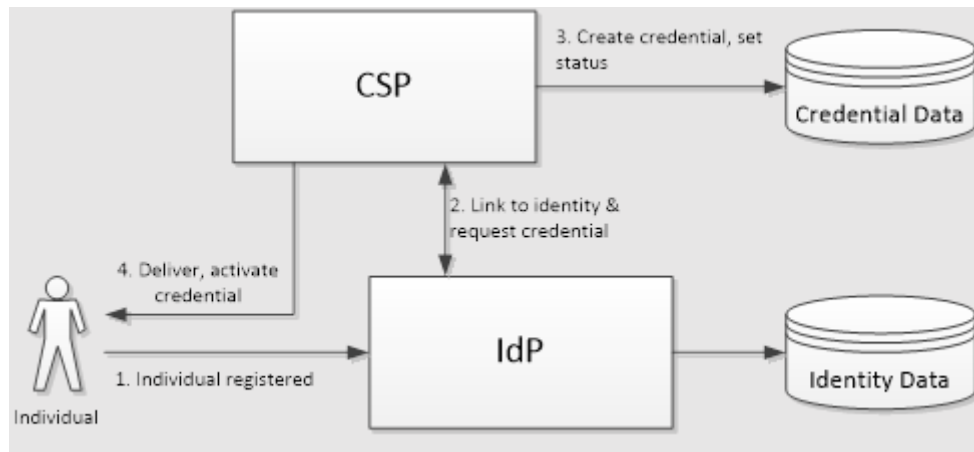 3. Create credential, set
status
CSP
Credential Data
2. Link to identity &
request credential
4. Deliver, activate
credential
IdP
Identity Data
1. Individual registered
Individual